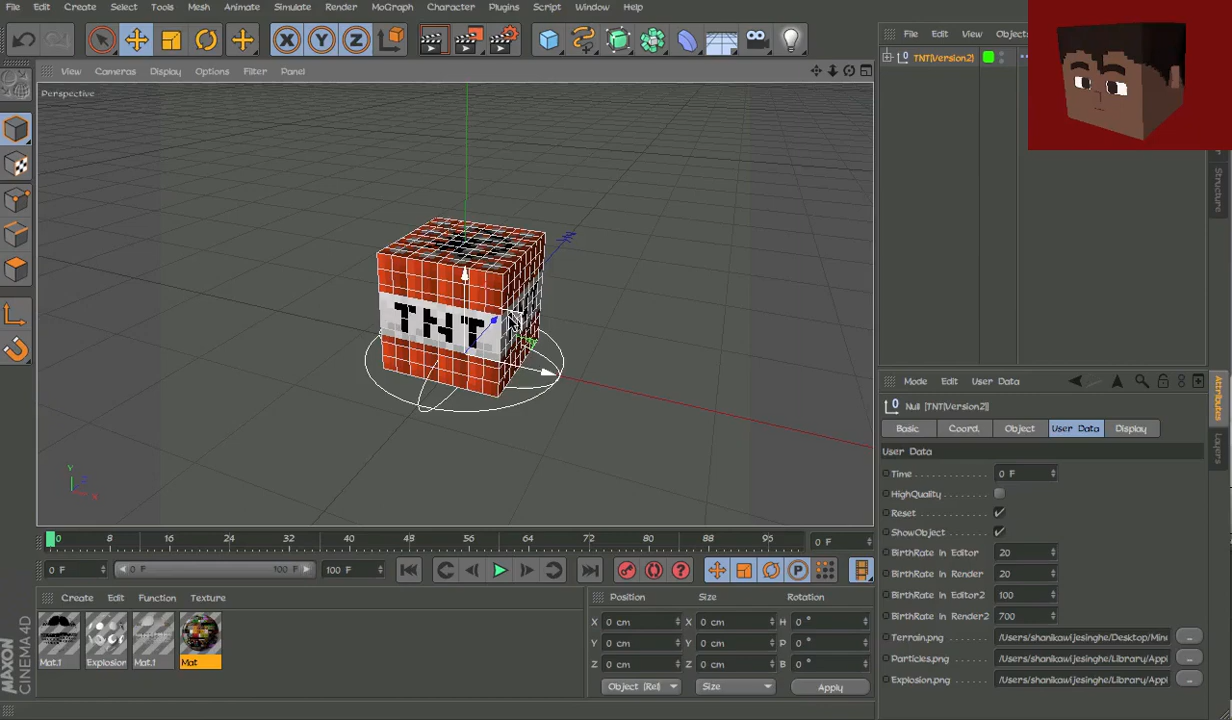 File Edit Create Select Tools Mesh Animate Simulate Render MoGraph Character Plugins Script Window Help
X Y Z
View Cameras Display Options Filter Panel
File Edit View Objects
TNT[Version2]
Perspective
Structure
TNT
Y
X
Mode Edit User Data
Null [TNT[Version2]]
Basic Coord. Object User Data Display
User Data
Time 0 F
HighQuality
Reset
ShowObject
BirthRate In Editor 20
BirthRate In Render 20
BirthRate In Editor2 100
BirthRate In Render2 700
Terrain.png /Users/shanikawijesinghe/Desktop/Min ...
Particles.png /Users/shanikawijesinghe/Library/Appl ...
Explosion.png /Users/shanikawijesinghe/Library/Appl ...
Attributes
Layers
0 8 16 24 32 40 48 56 64 72 80 88 95 0 F
0 F 0 F 100 F 100 F
Create Edit Function Texture
Mat.1 Explosion Mat.1 Mat
Position Size Rotation
X 0 cm X 0 cm H 0 °
Y 0 cm Y 0 cm P 0 °
Z 0 cm Z 0 cm B 0 °
Object (Rel) Size Apply
MAXON
CINEMA4D